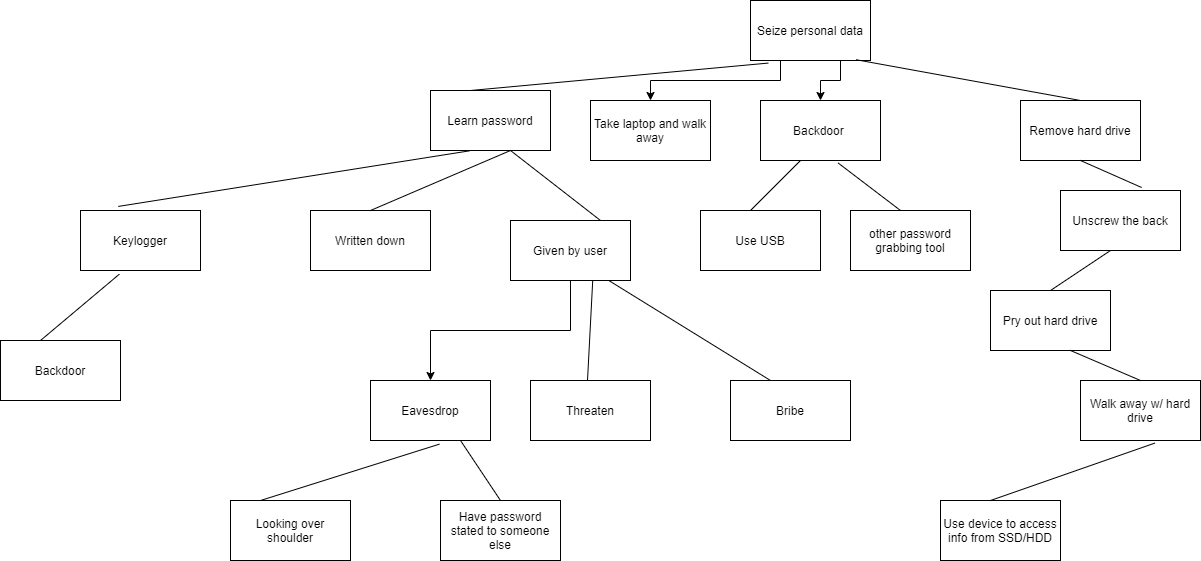 Seize personal data
Learn password
Take laptop and walk
away
Backdoor
Remove hard drive
Keylogger
Written down
Given by user
Use USB
other password
grabbing tool
Unscrew the back
Pry out hard drive
Backdoor
Eavesdrop
Threaten
Bribe
Walk away w/ hard
drive
Looking over
shoulder
Have password
stated to someone
else
Use device to access
info from SSD/HDD